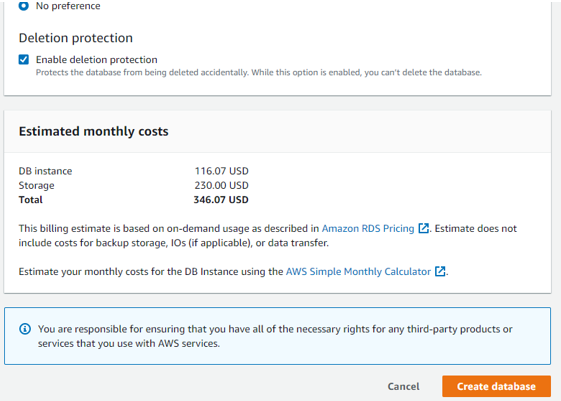 No preference
Deletion protection
Enable deletion protection
Protects the database from being deleted accidentally. While this option is enabled, you can't delete the database.
Estimated monthly costs
DB instance 116.07 USD
Storage 230.00 USD
Total 346.07 USD
This billing estimate is based on on-demand usage as described in Amazon RDS Pricing. Estimate does not
include costs for backup storage, IOs (if applicable), or data transfer.
Estimate your monthly costs for the DB Instance using the AWS Simple Monthly Calculator.
You are responsible for ensuring that you have all of the necessary rights for any third-party products or
services that you use with AWS services.
Cancel Create database